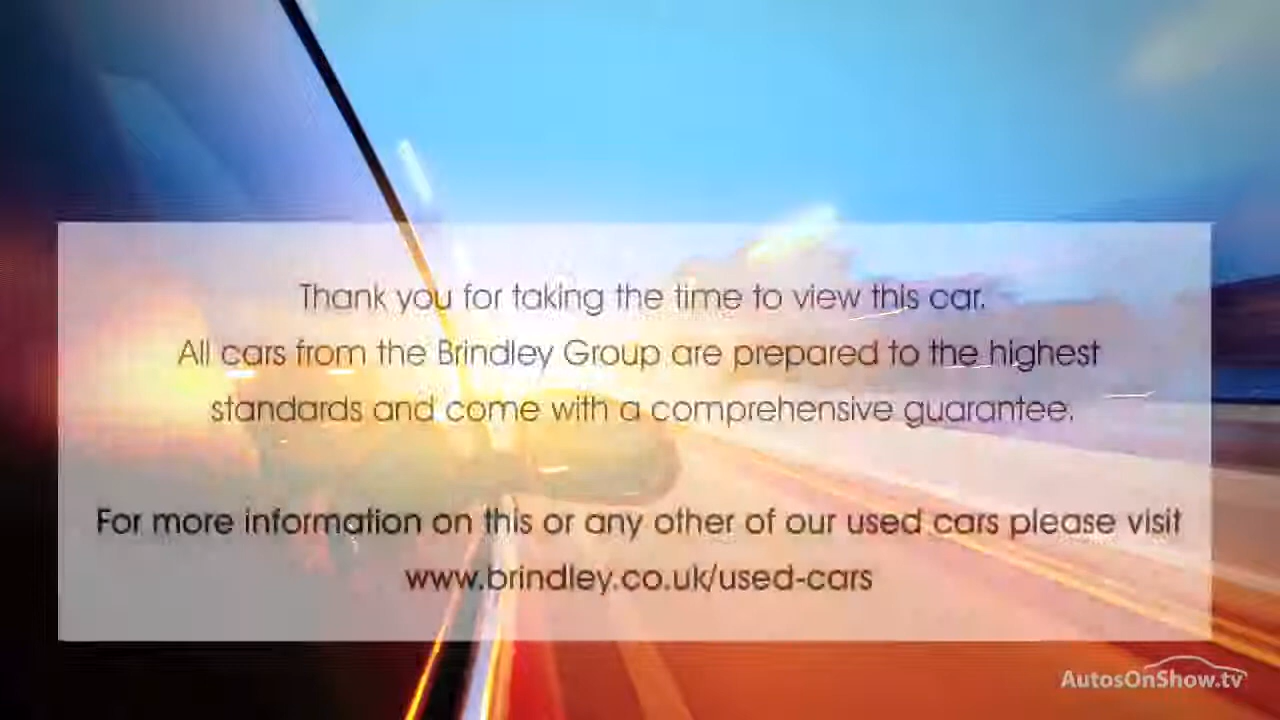 Thank you for taking the time to view this car.
All cars from the Brindley Group are prepared to the highest
standards and come with a comprehensive guarantee.
For more information on this or any other of our used cars please visit
www.brindley.co.uk/used-cars
AutosOnShow.tv